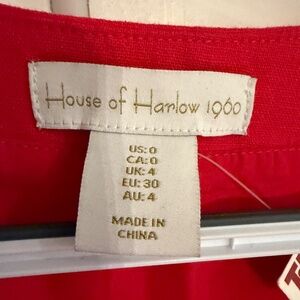 House of Harlow 1960
US: 0
CA: 0
UK: 4
EU: 30
AU: 4
MADE IN
CHINA